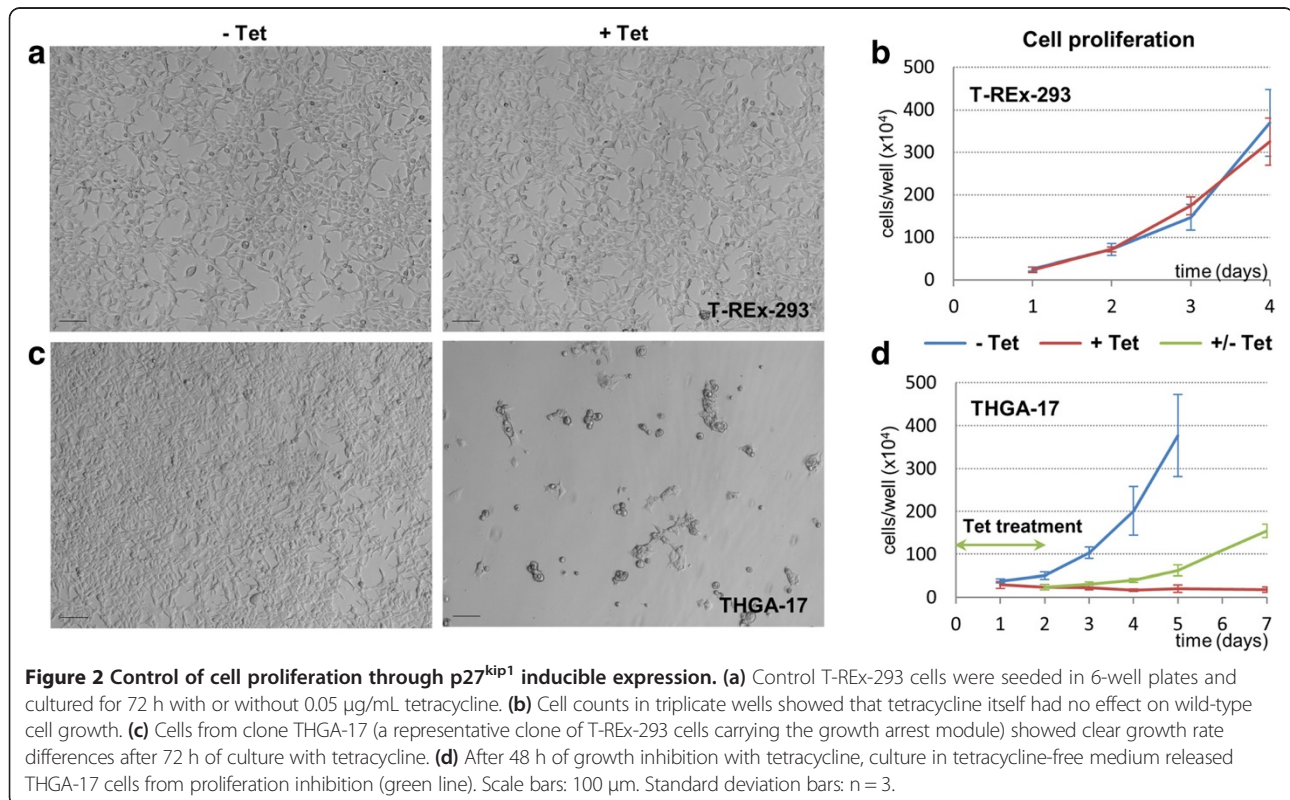 - Tet
+ Tet
a
T-REx-293
b
Cell proliferation
T-REx-293
cells/well (x10⁴)
500
400
300
200
100
0
0
1
2
3
4
time (days)
c
THGA-17
d
- Tet
+ Tet
+/- Tet
THGA-17
cells/well (x10⁴)
500
400
300
200
100
0
Tet treatment
0
1
2
3
4
5
6
7
time (days)
Figure 2 Control of cell proliferation through p27ᵏⁱᵖ¹ inducible expression. (a) Control T-REx-293 cells were seeded in 6-well plates and
cultured for 72 h with or without 0.05 μg/mL tetracycline. (b) Cell counts in triplicate wells showed that tetracycline itself had no effect on wild-type
cell growth. (c) Cells from clone THGA-17 (a representative clone of T-REx-293 cells carrying the growth arrest module) showed clear growth rate
differences after 72 h of culture with tetracycline. (d) After 48 h of growth inhibition with tetracycline, culture in tetracycline-free medium released
THGA-17 cells from proliferation inhibition (green line). Scale bars: 100 μm. Standard deviation bars: n = 3.